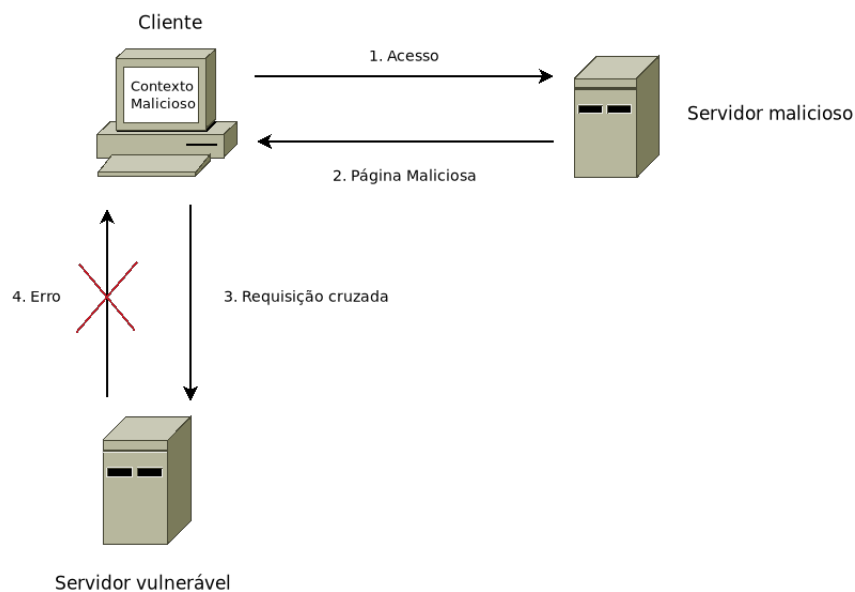 Cliente
Contexto
Malicioso
1. Acesso
Servidor malicioso
2. Página Maliciosa
4. Erro
3. Requisição cruzada
Servidor vulnerável